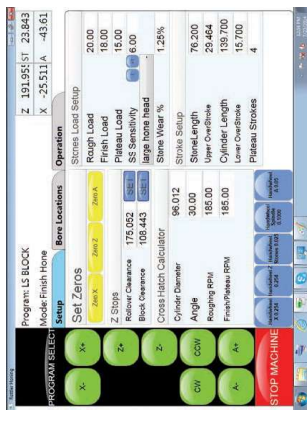 Rottler Honing
PROGRAM SELECT
Program: LS BLOCK
Mode: Finish Hone
Z 191.955 ST 23.843
X -25.511 A -43.61
Setup
Bore Locations
Operation
X- X+
Z+
Z-
CW CCW
A- A+
STOP MACHINE
Set Zeros
Zero X Zero Z Zero A
Z Stops
Rollover Clearance 175.052 SET
Block Clearance 108.443 SET
Cross Hatch Calculator
Cylinder Diameter 96.012
Angle 30.00
Roughing RPM 185.00
Finish/Plateau RPM 185.00
Stones Load Setup
Rough Load 20.00
Finish Load 18.00
Plateau Load 15.00
SS Sensitivity 6.00
large hone head
Stone Wear % 1.25%
Stroke Setup
StoneLength 76.200
Upper OverStroke 29.464
Cylinder Length 139.700
Lower OverStroke 15.700
Plateau Strokes 4